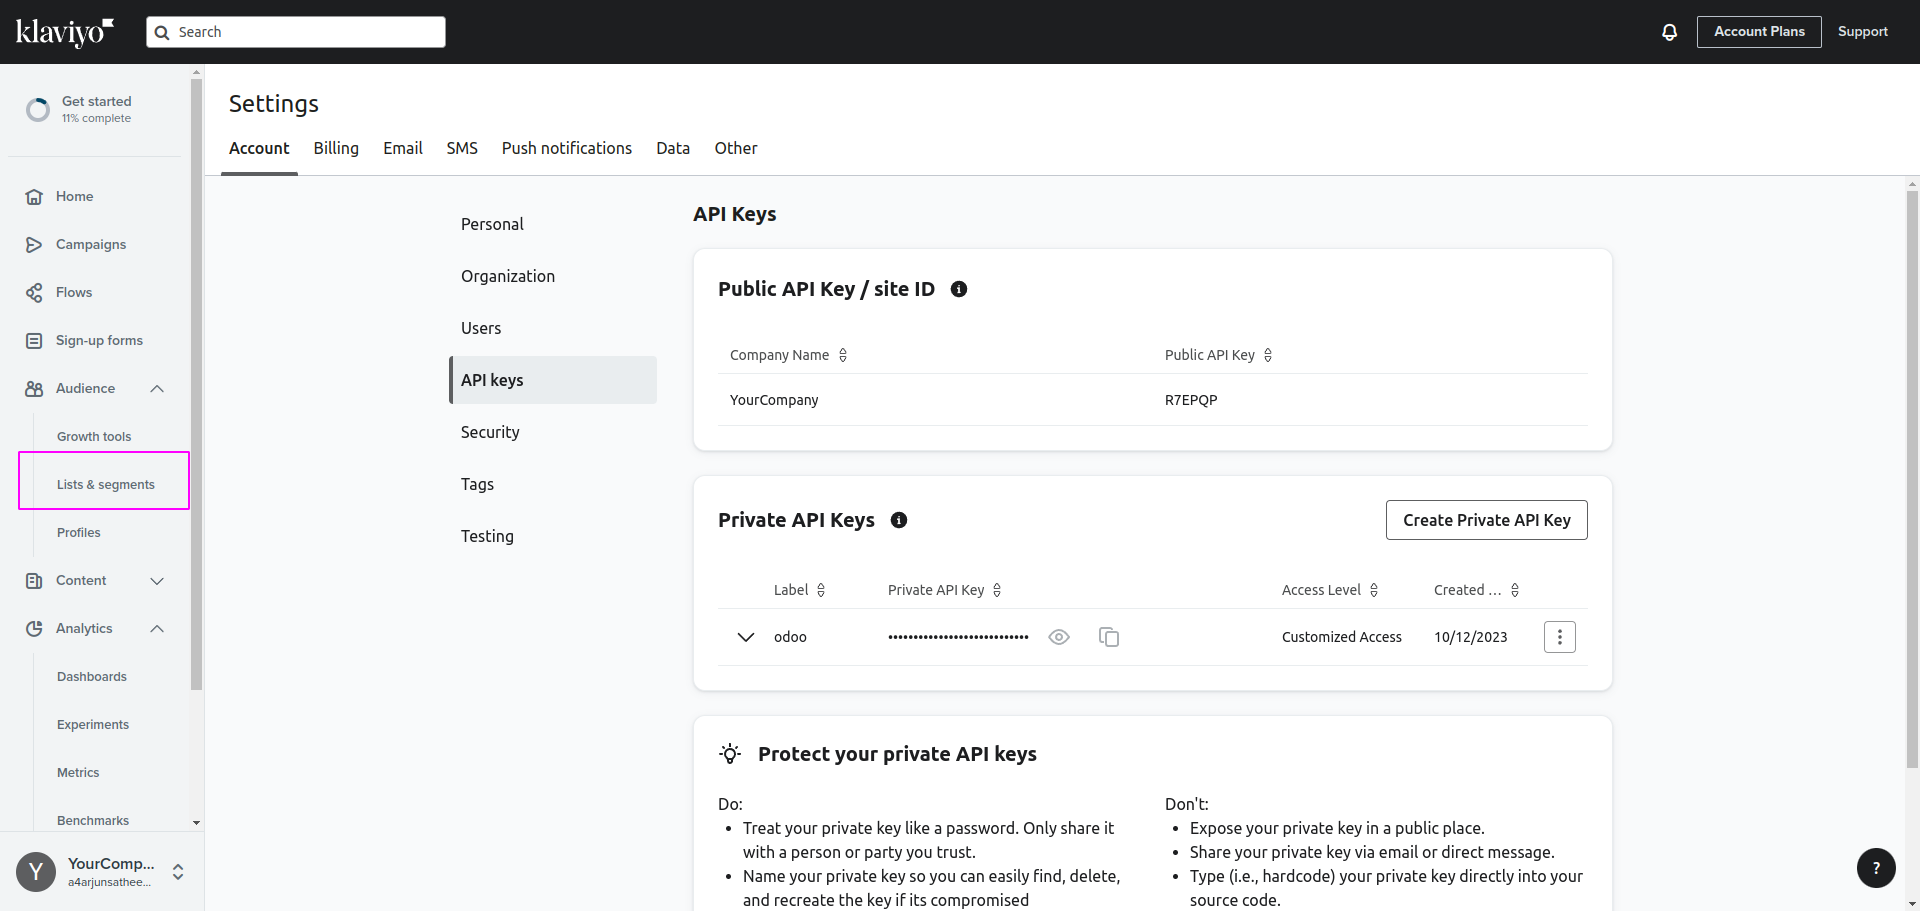 klaviyo
Search
Account Plans
Support
Get started
11% complete
Home
Campaigns
Flows
Sign-up forms
Audience
Growth tools
Lists & segments
Profiles
Content
Analytics
Dashboards
Experiments
Metrics
Benchmarks
Y
YourComp...
a4arjunsathee...
Settings
Account Billing Email SMS Push notifications Data Other
Personal
Organization
Users
API keys
Security
Tags
Testing
API Keys
Public API Key / site ID
Company Name Public API Key
YourCompany R7EPQP
Private API Keys
Create Private API Key
Label Private API Key Access Level Created ...
odoo •••••••••••••••••••••••••••• Customized Access 10/12/2023
Protect your private API keys
Do:
• Treat your private key like a password. Only share it
with a person or party you trust.
• Name your private key so you can easily find, delete,
and recreate the key if its compromised
Don't:
• Expose your private key in a public place.
• Share your private key via email or direct message.
• Type (i.e., hardcode) your private key directly into your
source code.
?